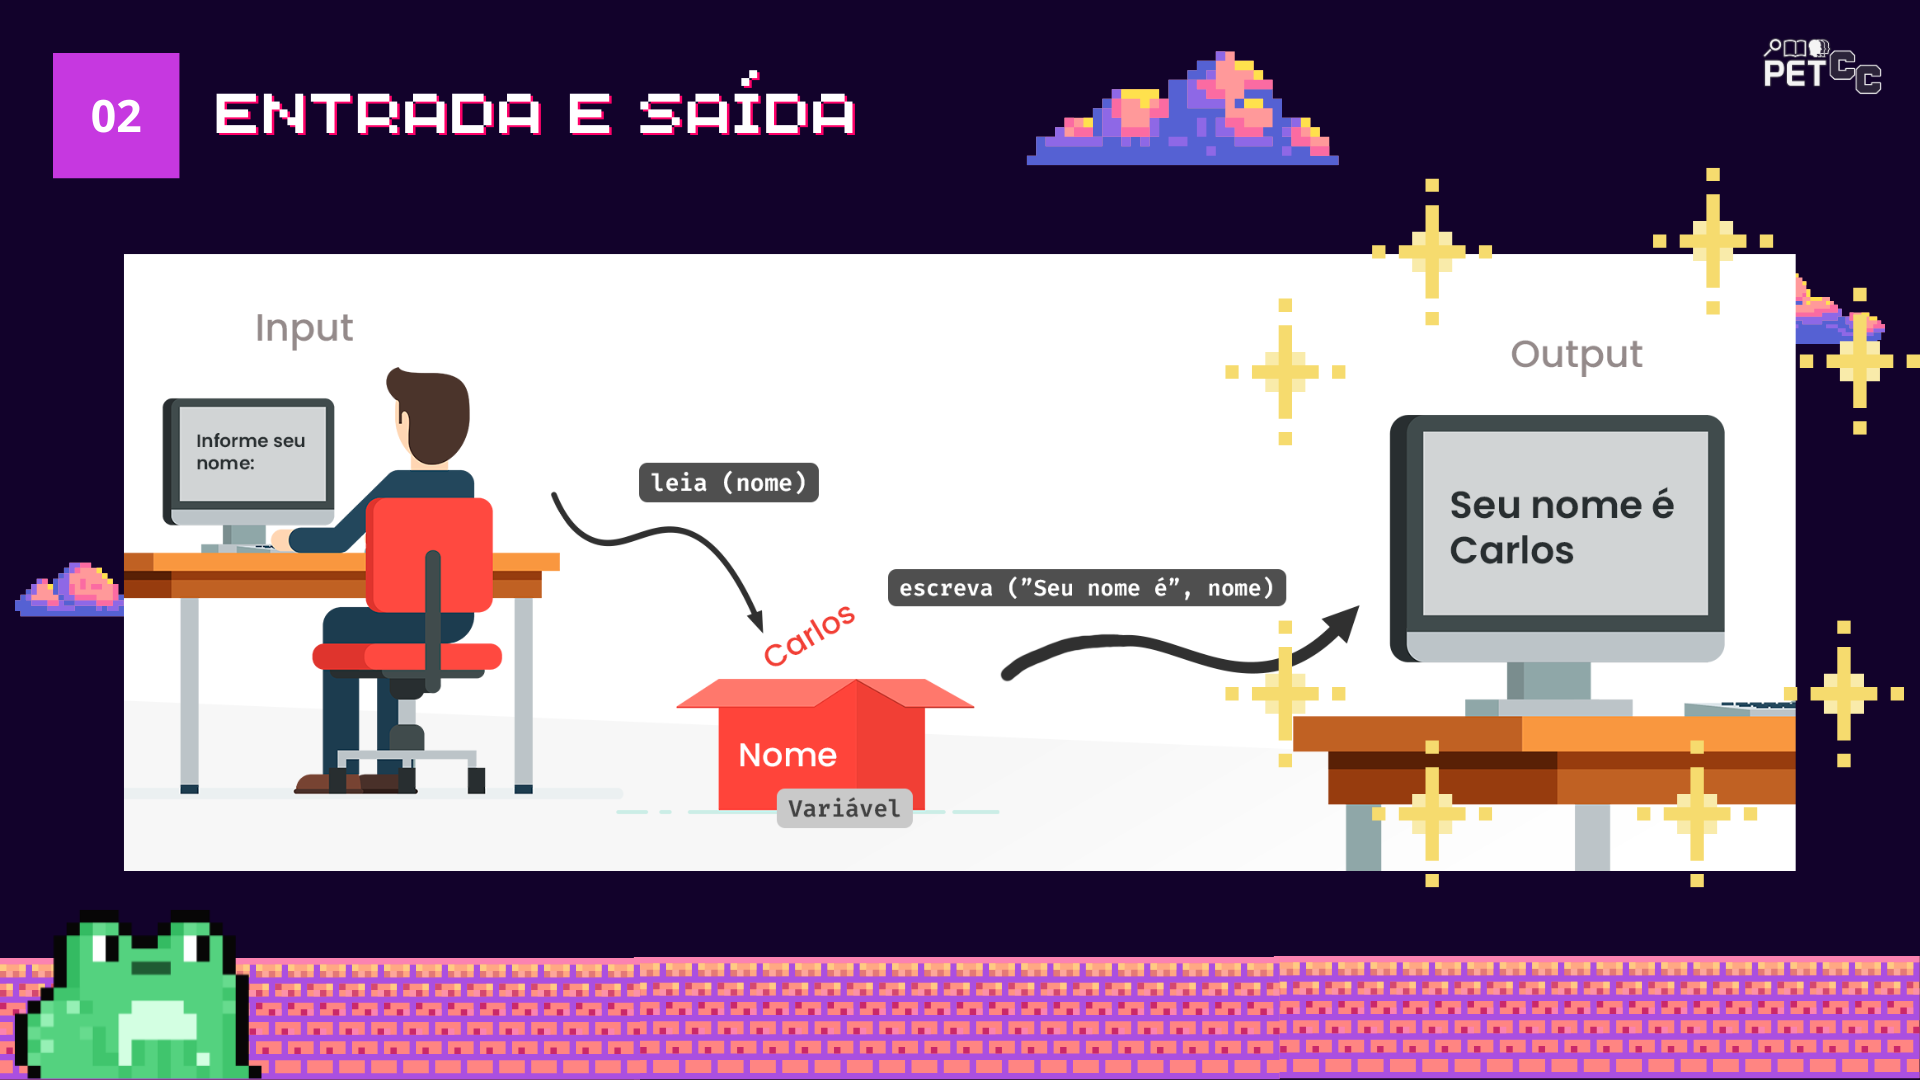 02
ENTRADA E SAÍDA
PET CC
Input
Output
Informe seu
nome:
leia (nome)
Seu nome é
Carlos
escreva (”Seu nome é”, nome)
Carlos
Nome
Variável